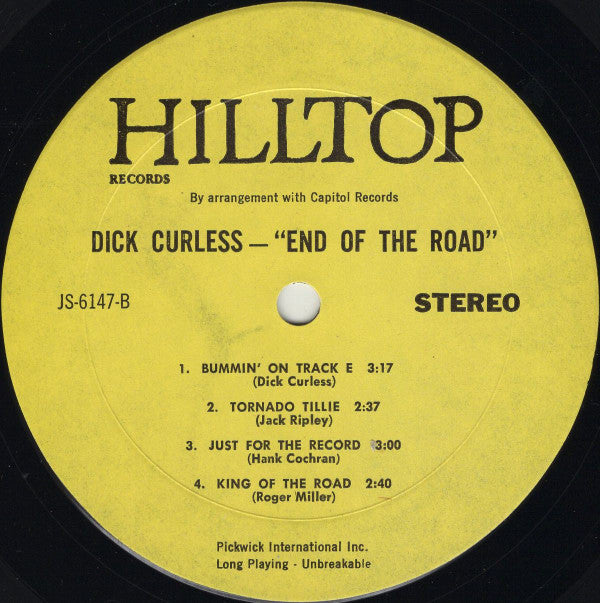 HILLTOP
RECORDS
By arrangement with Capitol Records
DICK CURLESS — "END OF THE ROAD"
JS-6147-B STEREO
1. BUMMIN' ON TRACK E 3:17
(Dick Curless)
2. TORNADO TILLIE 2:37
(Jack Ripley)
3. JUST FOR THE RECORD 3:00
(Hank Cochran)
4. KING OF THE ROAD 2:40
(Roger Miller)
Pickwick International Inc.
Long Playing - Unbreakable